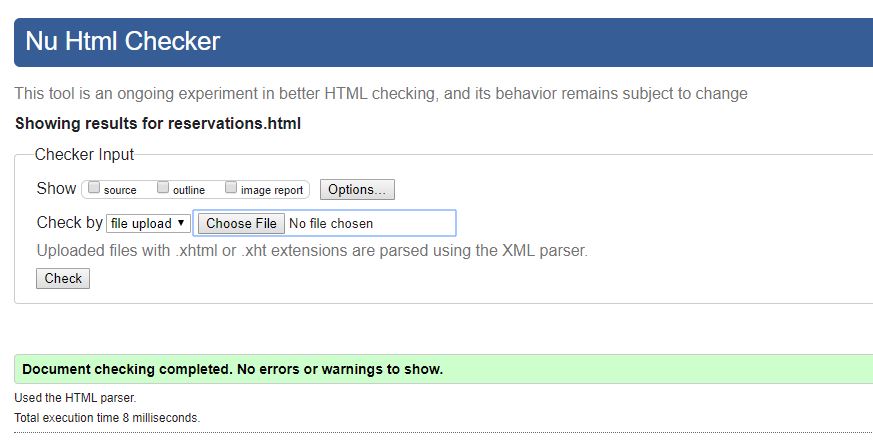 Nu Html Checker
This tool is an ongoing experiment in better HTML checking, and its behavior remains subject to change
Showing results for reservations.html
Checker Input
Show source outline image report Options...
Check by file upload Choose File No file chosen
Uploaded files with .xhtml or .xht extensions are parsed using the XML parser.
Check
Document checking completed. No errors or warnings to show.
Used the HTML parser.
Total execution time 8 milliseconds.